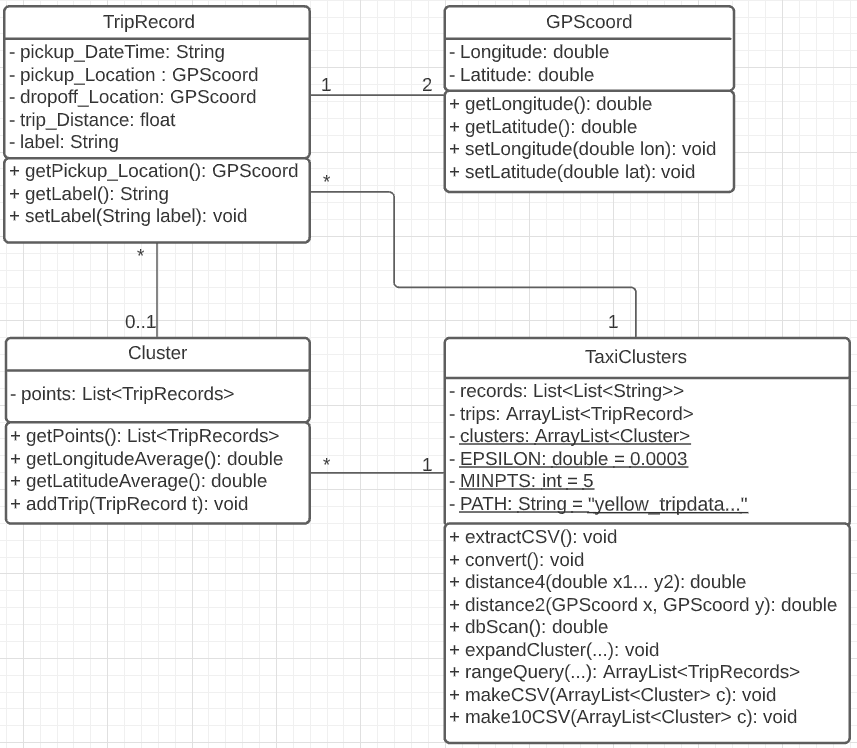 TripRecord
- pickup_DateTime: String
- pickup_Location : GPScoord
- dropoff_Location: GPScoord
- trip_Distance: float
- label: String
+ getPickup_Location(): GPScoord
+ getLabel(): String
+ setLabel(String label): void
1
2
GPScoord
- Longitude: double
- Latitude: double
+ getLongitude(): double
+ getLatitude(): double
+ setLongitude(double lon): void
+ setLatitude(double lat): void
*
1
*
0..1
Cluster
- points: List<TripRecords>
+ getPoints(): List<TripRecords>
+ getLongitudeAverage(): double
+ getLatitudeAverage(): double
+ addTrip(TripRecord t): void
*
1
TaxiClusters
- records: List<List<String>>
- trips: ArrayList<TripRecord>
- clusters: ArrayList<Cluster>
- EPSILON: double = 0.0003
- MINPTS: int = 5
- PATH: String = "yellow_tripdata..."
+ extractCSV(): void
+ convert(): void
+ distance4(double x1... y2): double
+ distance2(GPScoord x, GPScoord y): double
+ dbScan(): double
+ expandCluster(...): void
+ rangeQuery(...): ArrayList<TripRecords>
+ makeCSV(ArrayList<Cluster> c): void
+ make10CSV(ArrayList<Cluster> c): void